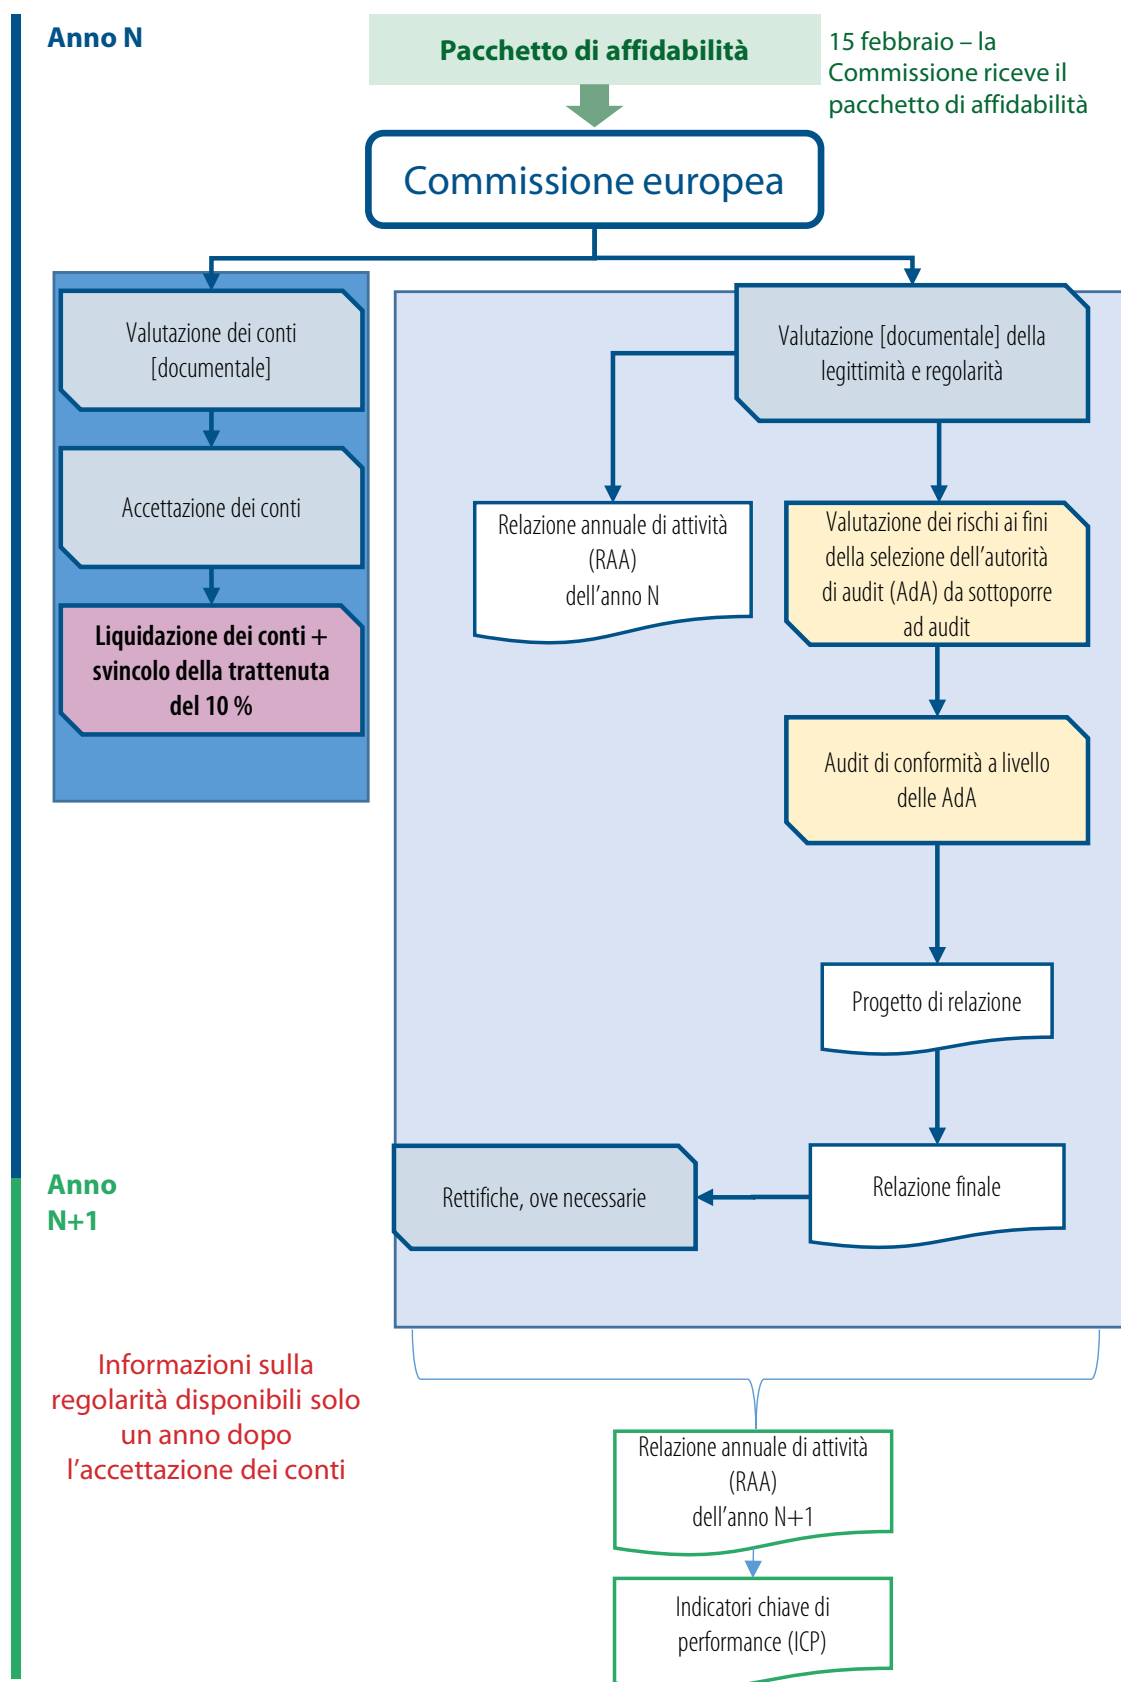 Anno N
Pacchetto di affidabilità
15 febbraio – la
Commissione riceve il
pacchetto di affidabilità
Commissione europea
Valutazione dei conti
[documentale]
Accettazione dei conti
Liquidazione dei conti +
svincolo della trattenuta
del 10 %
Valutazione [documentale] della
legittimità e regolarità
Relazione annuale di attività
(RAA)
dell'anno N
Valutazione dei rischi ai fini
della selezione dell'autorità
di audit (AdA) da sottoporre
ad audit
Audit di conformità a livello
delle AdA
Progetto di relazione
Anno
N+1
Rettifiche, ove necessarie
Relazione finale
Informazioni sulla
regolarità disponibili solo
un anno dopo
l'accettazione dei conti
Relazione annuale di attività
(RAA)
dell'anno N+1
Indicatori chiave di
performance (ICP)